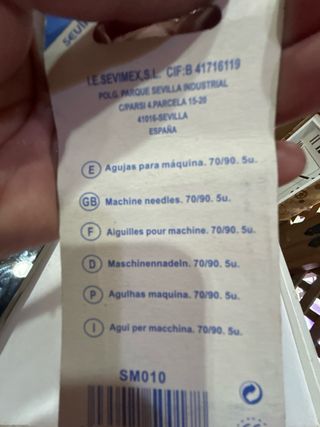 I.E. SEVIMEX,S.L. CIF:B 41716119
POLG. PARQUE SEVILLA INDUSTRIAL
C/PARSI 4.PARCELA 15-20
41016-SEVILLA
ESPAÑA
E Agujas para máquina. 70/90. 5u.
GB Machine needles. 70/90. 5u.
F Aiguilles pour machine. 70/90. 5u.
D Maschinennadeln. 70/90. 5u.
P Agulhas maquina. 70/90. 5u.
I Agui per macchina. 70/90. 5u.
SM010